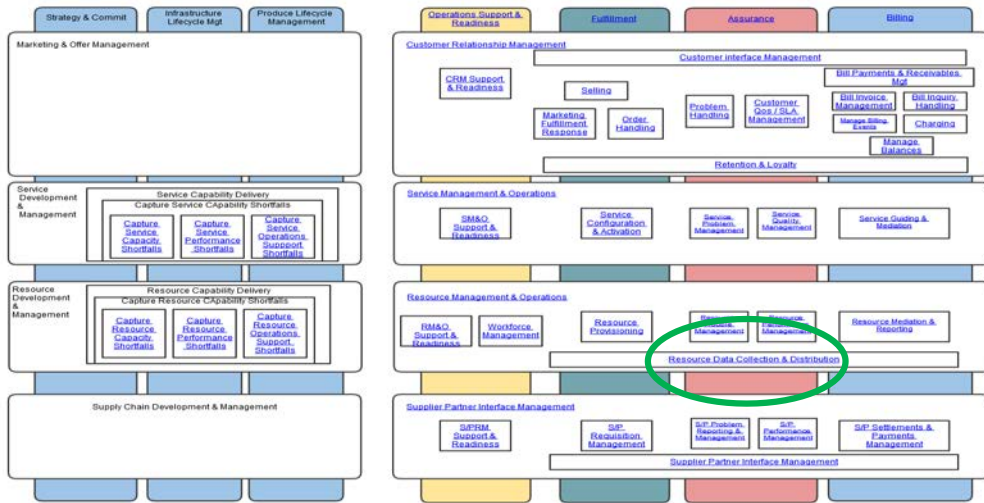 Strategy & Commit
Infrastructure
Lifecycle Mgt
Produce Lifecycle
Management
Operations Support &
Readiness
Fulfillment
Assurance
Billing
Marketing & Offer Management
Customer Relationship Management
Customer interface Management
CRM Support
& Readiness
Selling
Marketing
Fulfillment
Response
Order
Handling
Problem
Handling
Customer
Qos / SLA
Management
Bill Payments & Receivables
Mgt
Bill Invoice
Management
Bill Inquiry
Handling
Manage Billing
Events
Charging
Manage
Balances
Retention & Loyalty
Service
Development
&
Management
Service Capability Delivery
Capture Service CApability Shortfalls
Capture
Service
Capacity
Shortfalls
Capture
Service
Performance
Shortfalls
Capture
Service
Operations
Suppport
Shortfalls
Service Management & Operations
SM&O
Support &
Readiness
Service
Configuration
& Activation
Service
Problem
Management
Service
Quality
Management
Service Guiding &
Mediation
Resource
Development
&
Management
Resource Capability Delivery
Capture Resource CApability Shortfalls
Capture
Resource
Capacity
Shortfalls
Capture
Resource
Performance
Shortfalls
Capture
Resource
Operations
Support
Shortfalls
Resource Management & Operations
RM&O
Support &
Readiness
Workforce
Management
Resource
Provisioning
Management
Management
Resource Mediation &
Reporting
Resource Data Collection & Distribution
Supply Chain Development & Management
Supplier Partner Interface Management
S/PRM
Support &
Readiness
S/P
Requisition
Management
S/P Problem
Reporting &
Management
S/P
Performance
Management
S/P Settlements &
Payments
Management
Supplier Partner Interface Management